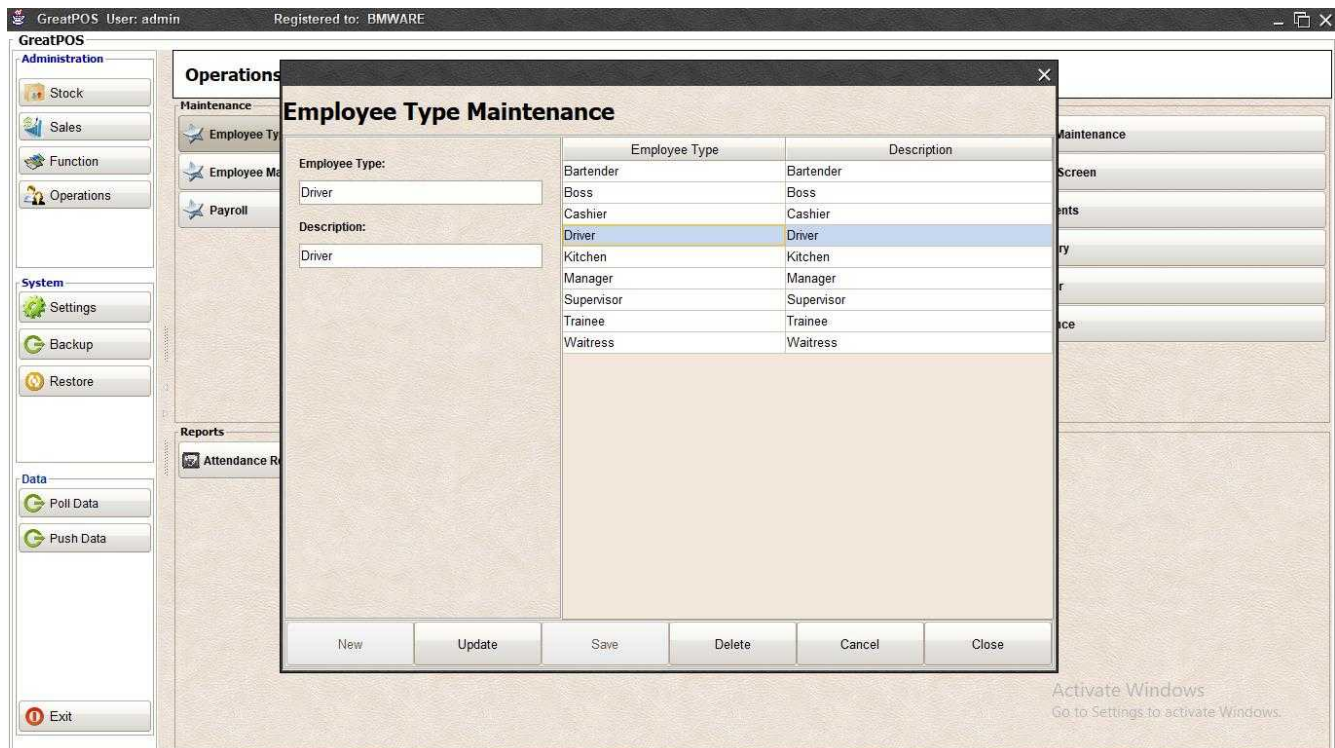 GreatPOS User: admin Registered to: BMWARE
GreatPOS
Administration
Stock
Sales
Function
Operations
System
Settings
Backup
Restore
Data
Poll Data
Push Data
Exit
Operations
Maintenance
Employee Ty
Employee Ma
Payroll
Reports
Attendance Re
Employee Type Maintenance
Employee Type:
Driver
Description:
Driver
Employee Type Description
Bartender Bartender
Boss Boss
Cashier Cashier
Driver Driver
Kitchen Kitchen
Manager Manager
Supervisor Supervisor
Trainee Trainee
Waitress Waitress
New Update Save Delete Cancel Close
Maintenance
Screen
ents
ry
r
nce
Activate Windows
Go to Settings to activate Windows.